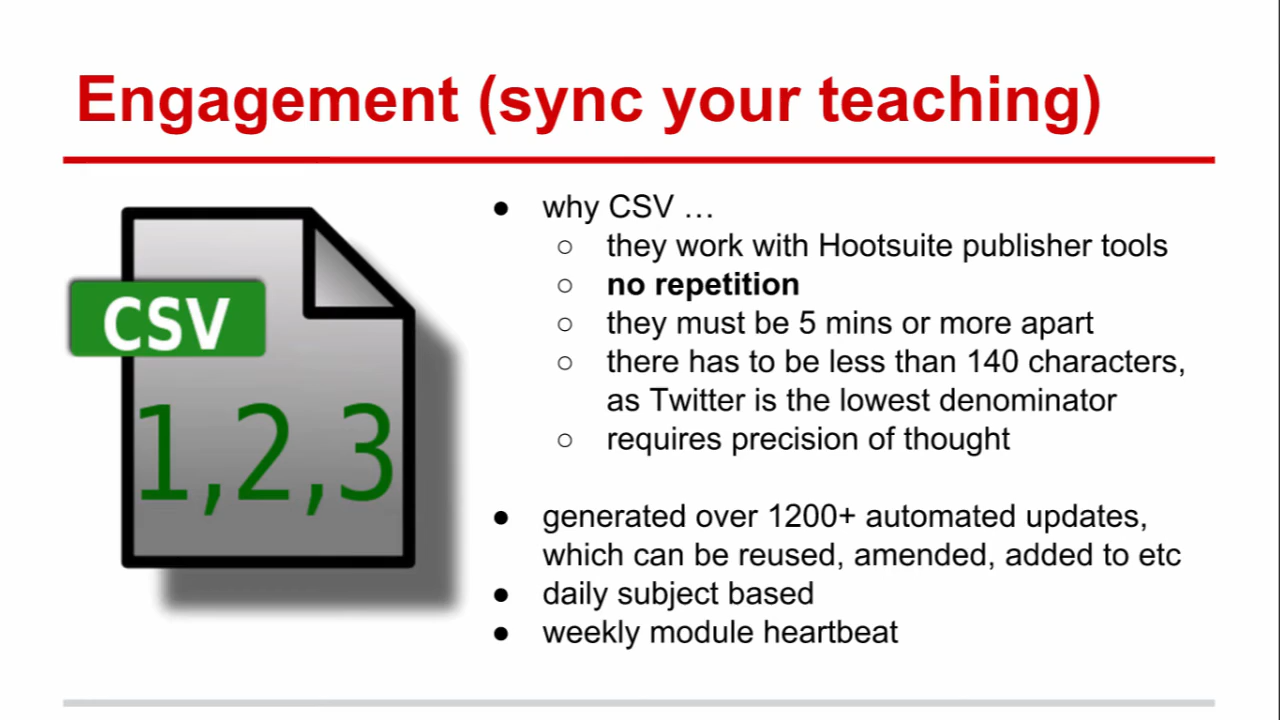 Engagement (sync your teaching)
CSV
1,2,3
● why CSV …
○ they work with Hootsuite publisher tools
○ no repetition
○ they must be 5 mins or more apart
○ there has to be less than 140 characters,
as Twitter is the lowest denominator
○ requires precision of thought
● generated over 1200+ automated updates,
which can be reused, amended, added to etc
● daily subject based
● weekly module heartbeat